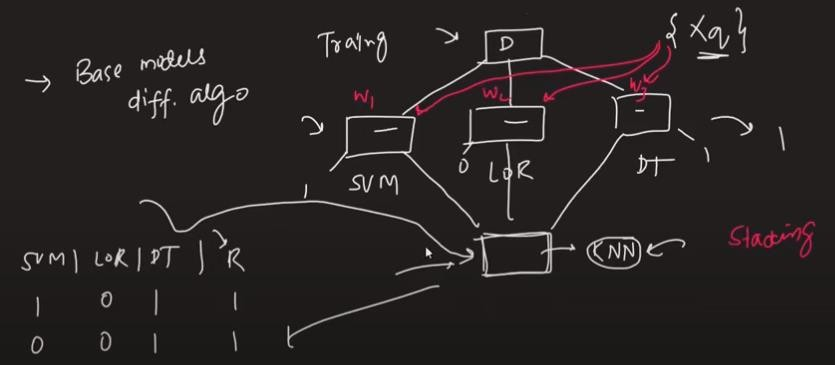 Traing
D
{ Xq }
→ Base models
diff. algo
W1
W2
W3
0
1
1
SVM
LOR
DT
1
KNN
Stacking
SVM | LOR | DT | R
1 0 1 1
0 0 1 1